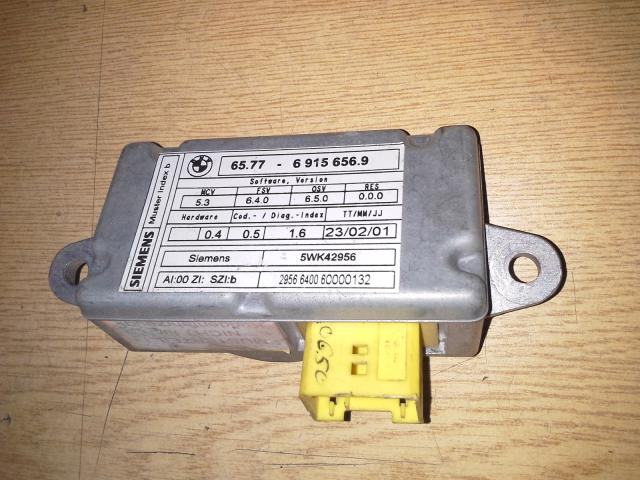 SIEMENS Muster Index b
65.77 - 6 915 656.9
Software, Version
MCV FSV OSV RES
5.3 6.4.0 6.5.0 0.0.0
Hardware Cod.- / Diag.-Index TT/MM/JJ
0.4 0.5 1.6 23/02/01
Siemens 5WK42956
AI:00 ZI: SZI:b 2956 6400 60000132